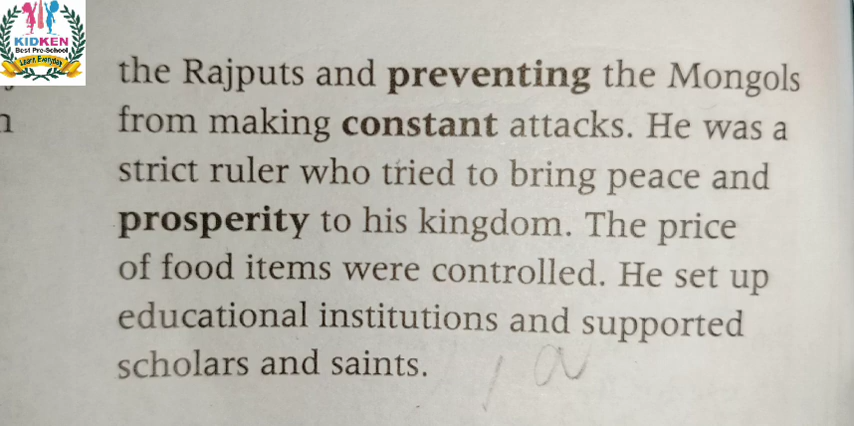 KIDKEN
Best Pre-School
Learn Everyday
the Rajputs and preventing the Mongols
from making constant attacks. He was a
strict ruler who tried to bring peace and
prosperity to his kingdom. The price
of food items were controlled. He set up
educational institutions and supported
scholars and saints.